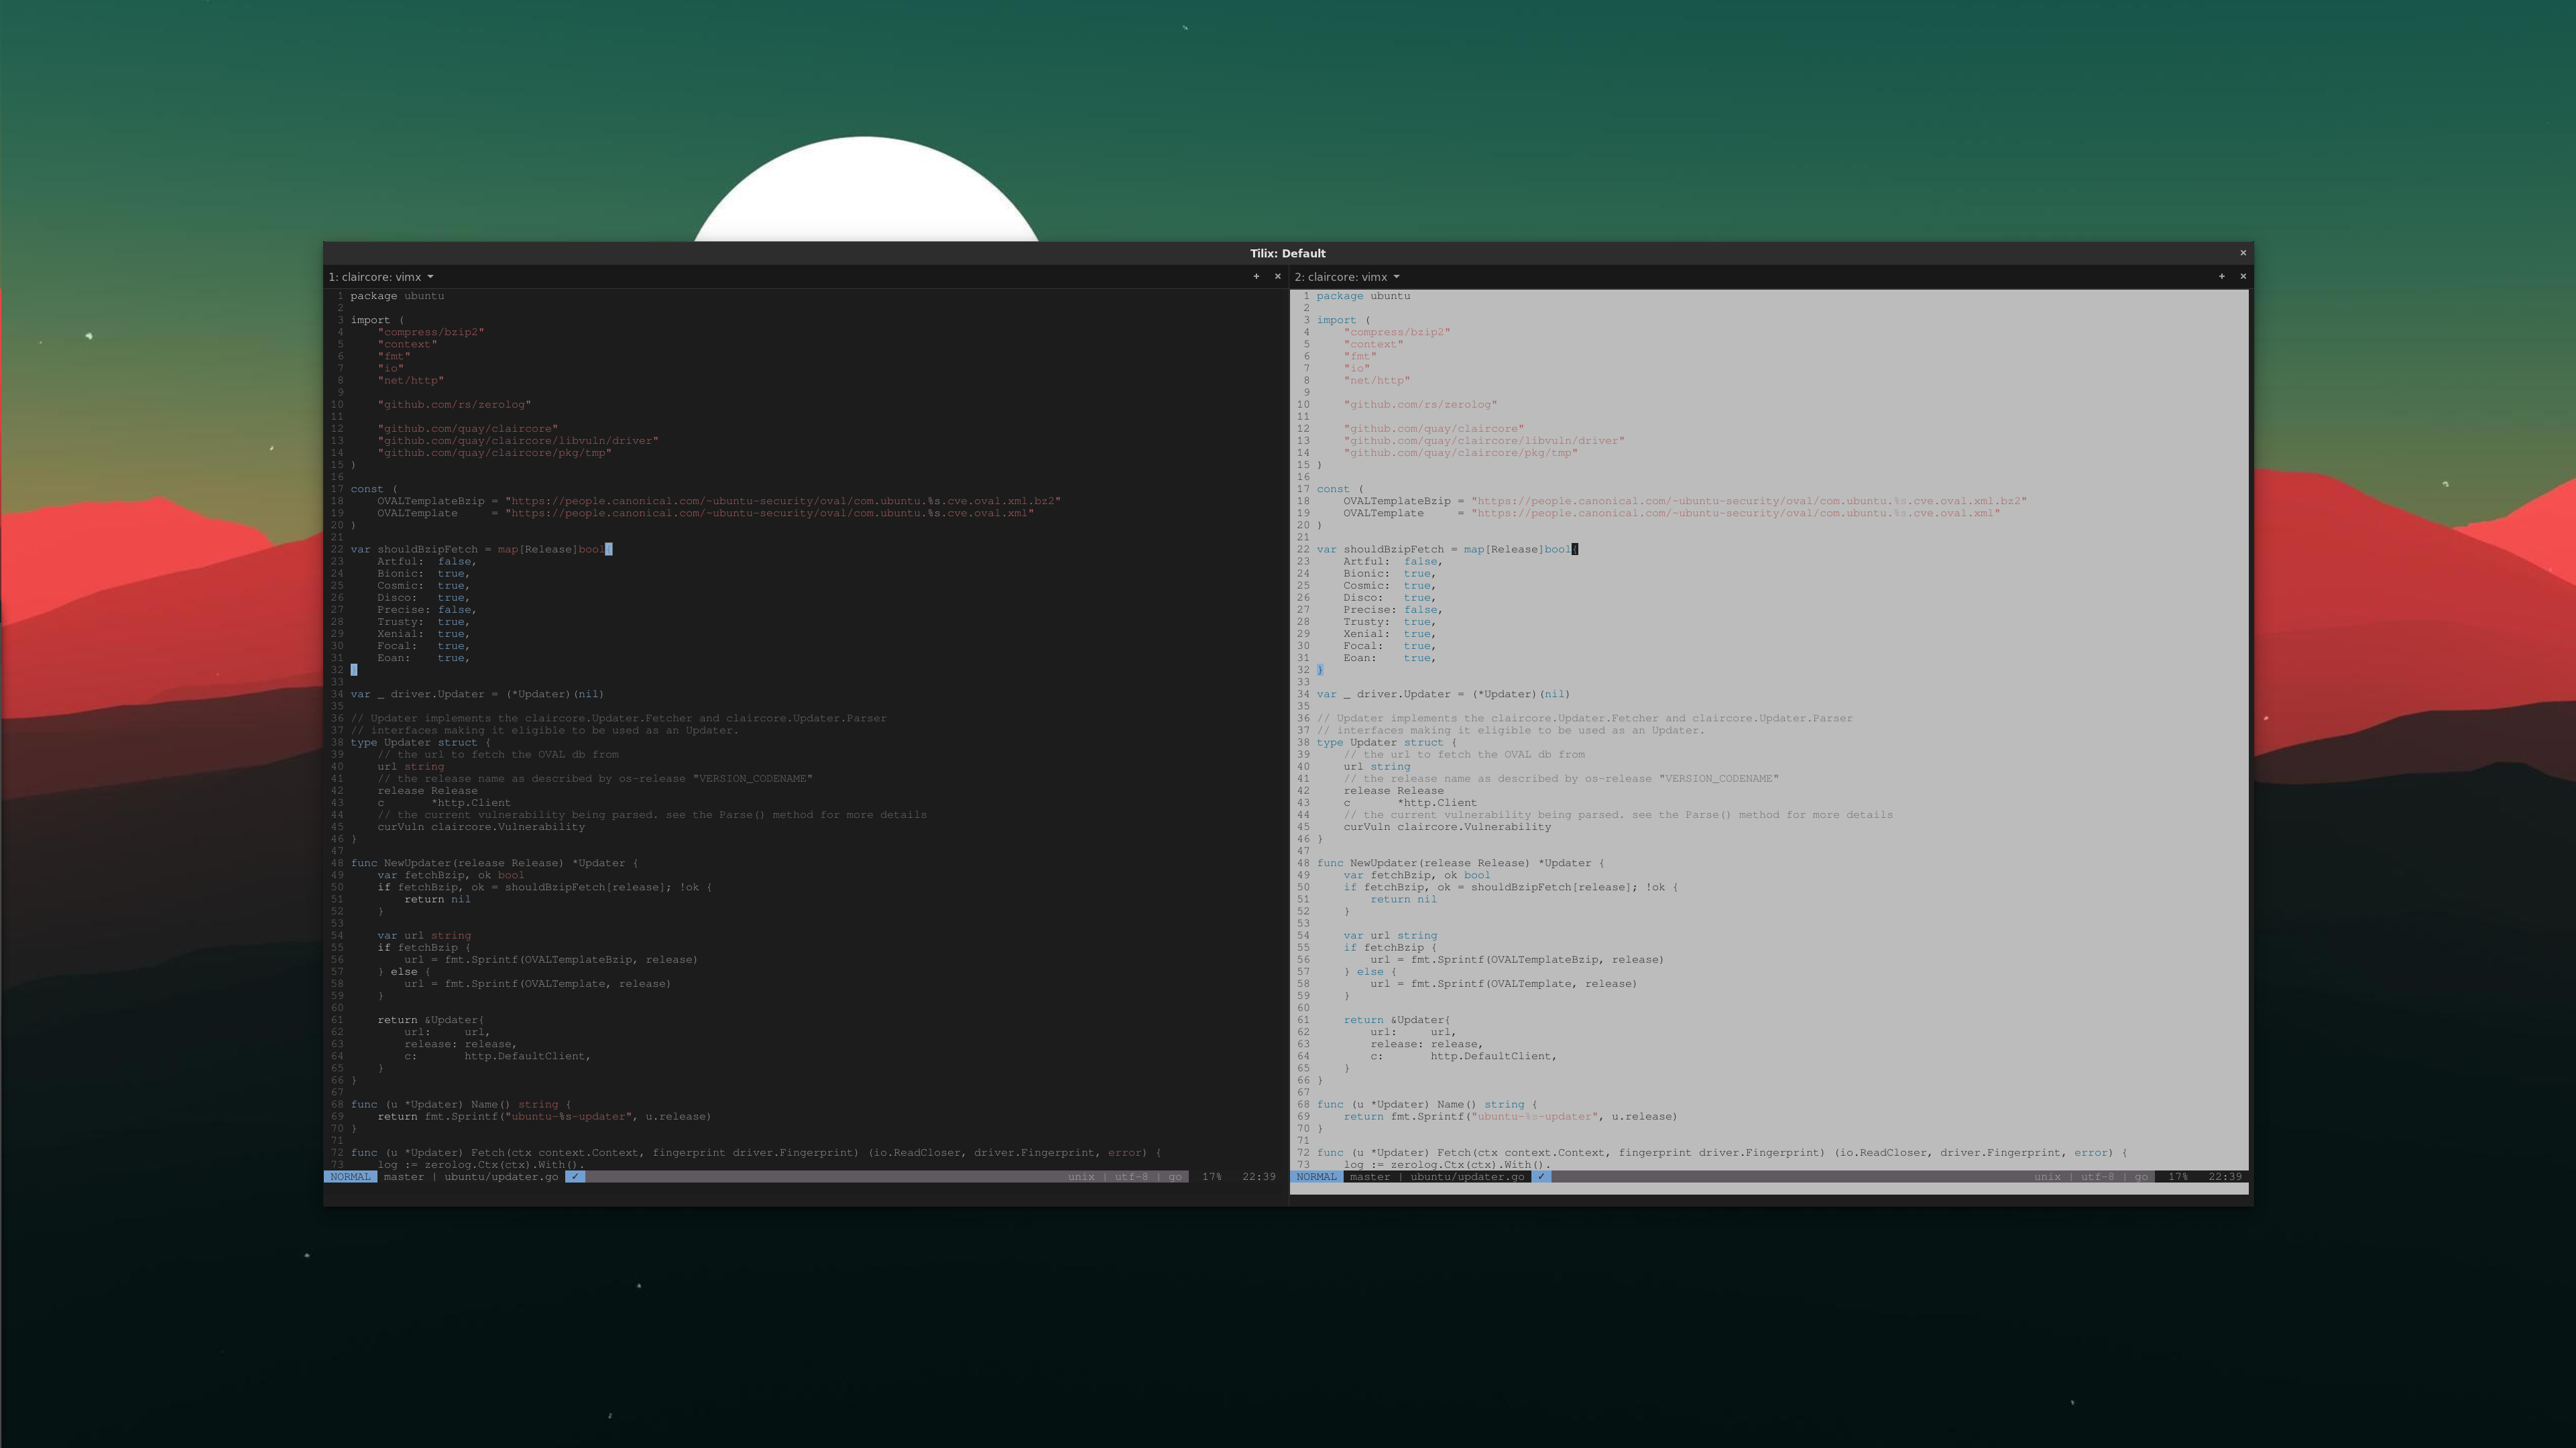 Tilix: Default ×
1: claircore: vimx + ×
1 package ubuntu
2
3 import (
4     "compress/bzip2"
5     "context"
6     "fmt"
7     "io"
8     "net/http"
9
10     "github.com/rs/zerolog"
11
12     "github.com/quay/claircore"
13     "github.com/quay/claircore/libvuln/driver"
14     "github.com/quay/claircore/pkg/tmp"
15 )
16
17 const (
18     OVALTemplateBzip = "https://people.canonical.com/~ubuntu-security/oval/com.ubuntu.%s.cve.oval.xml.bz2"
19     OVALTemplate     = "https://people.canonical.com/~ubuntu-security/oval/com.ubuntu.%s.cve.oval.xml"
20 )
21
22 var shouldBzipFetch = map[Release]bool{
23     Artful:  false,
24     Bionic:  true,
25     Cosmic:  true,
26     Disco:   true,
27     Precise: false,
28     Trusty:  true,
29     Xenial:  true,
30     Focal:   true,
31     Eoan:    true,
32 }
33
34 var _ driver.Updater = (*Updater)(nil)
35
36 // Updater implements the claircore.Updater.Fetcher and claircore.Updater.Parser
37 // interfaces making it eligible to be used as an Updater.
38 type Updater struct {
39     // the url to fetch the OVAL db from
40     url string
41     // the release name as described by os-release "VERSION_CODENAME"
42     release Release
43     c       *http.Client
44     // the current vulnerability being parsed. see the Parse() method for more details
45     curVuln claircore.Vulnerability
46 }
47
48 func NewUpdater(release Release) *Updater {
49     var fetchBzip, ok bool
50     if fetchBzip, ok = shouldBzipFetch[release]; !ok {
51         return nil
52     }
53
54     var url string
55     if fetchBzip {
56         url = fmt.Sprintf(OVALTemplateBzip, release)
57     } else {
58         url = fmt.Sprintf(OVALTemplate, release)
59     }
60
61     return &Updater{
62         url:     url,
63         release: release,
64         c:       http.DefaultClient,
65     }
66 }
67
68 func (u *Updater) Name() string {
69     return fmt.Sprintf("ubuntu-%s-updater", u.release)
70 }
71
72 func (u *Updater) Fetch(ctx context.Context, fingerprint driver.Fingerprint) (io.ReadCloser, driver.Fingerprint, error) {
73     log := zerolog.Ctx(ctx).With().
NORMAL master | ubuntu/updater.go ✓ unix | utf-8 | go 17% 22:39
2: claircore: vimx + ×
1 package ubuntu
2
3 import (
4     "compress/bzip2"
5     "context"
6     "fmt"
7     "io"
8     "net/http"
9
10     "github.com/rs/zerolog"
11
12     "github.com/quay/claircore"
13     "github.com/quay/claircore/libvuln/driver"
14     "github.com/quay/claircore/pkg/tmp"
15 )
16
17 const (
18     OVALTemplateBzip = "https://people.canonical.com/~ubuntu-security/oval/com.ubuntu.%s.cve.oval.xml.bz2"
19     OVALTemplate     = "https://people.canonical.com/~ubuntu-security/oval/com.ubuntu.%s.cve.oval.xml"
20 )
21
22 var shouldBzipFetch = map[Release]bool{
23     Artful:  false,
24     Bionic:  true,
25     Cosmic:  true,
26     Disco:   true,
27     Precise: false,
28     Trusty:  true,
29     Xenial:  true,
30     Focal:   true,
31     Eoan:    true,
32 }
33
34 var _ driver.Updater = (*Updater)(nil)
35
36 // Updater implements the claircore.Updater.Fetcher and claircore.Updater.Parser
37 // interfaces making it eligible to be used as an Updater.
38 type Updater struct {
39     // the url to fetch the OVAL db from
40     url string
41     // the release name as described by os-release "VERSION_CODENAME"
42     release Release
43     c       *http.Client
44     // the current vulnerability being parsed. see the Parse() method for more details
45     curVuln claircore.Vulnerability
46 }
47
48 func NewUpdater(release Release) *Updater {
49     var fetchBzip, ok bool
50     if fetchBzip, ok = shouldBzipFetch[release]; !ok {
51         return nil
52     }
53
54     var url string
55     if fetchBzip {
56         url = fmt.Sprintf(OVALTemplateBzip, release)
57     } else {
58         url = fmt.Sprintf(OVALTemplate, release)
59     }
60
61     return &Updater{
62         url:     url,
63         release: release,
64         c:       http.DefaultClient,
65     }
66 }
67
68 func (u *Updater) Name() string {
69     return fmt.Sprintf("ubuntu-%s-updater", u.release)
70 }
71
72 func (u *Updater) Fetch(ctx context.Context, fingerprint driver.Fingerprint) (io.ReadCloser, driver.Fingerprint, error) {
73     log := zerolog.Ctx(ctx).With().
NORMAL master | ubuntu/updater.go ✓ unix | utf-8 | go 17% 22:39